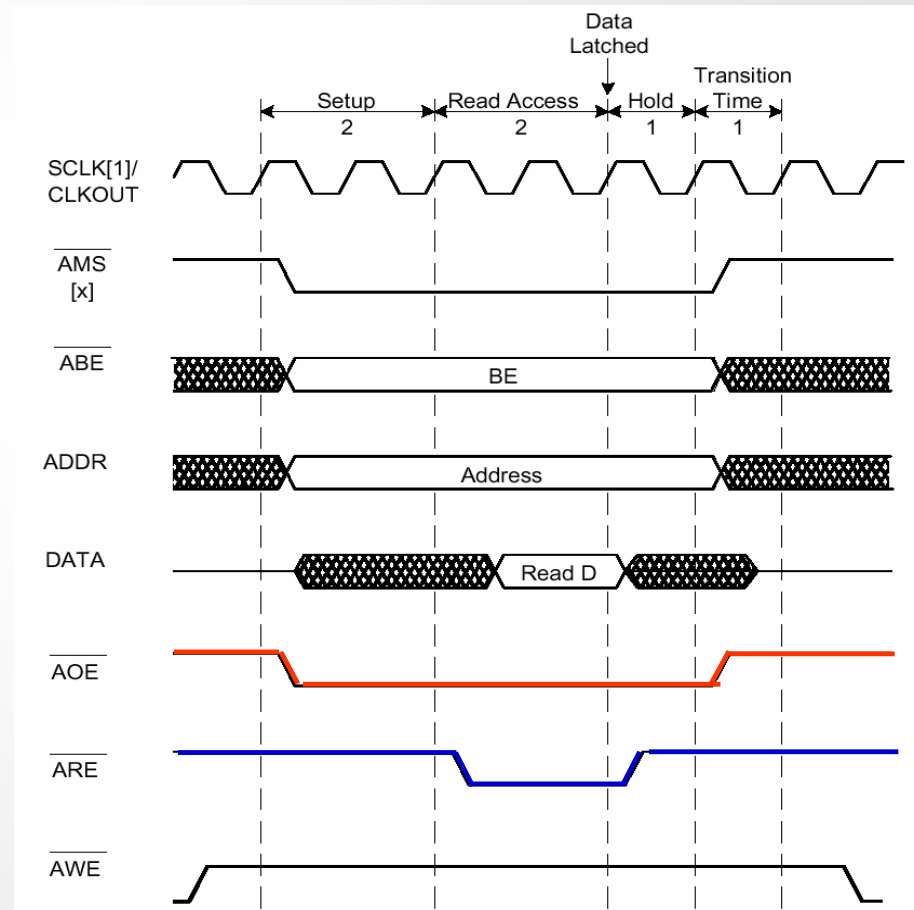 Data
Latched
Transition
Setup Read Access Hold Time
2 2 1 1
SCLK[1]/
CLKOUT
AMS
[x]
ABE
BE
ADDR
Address
DATA
Read D
AOE
ARE
AWE